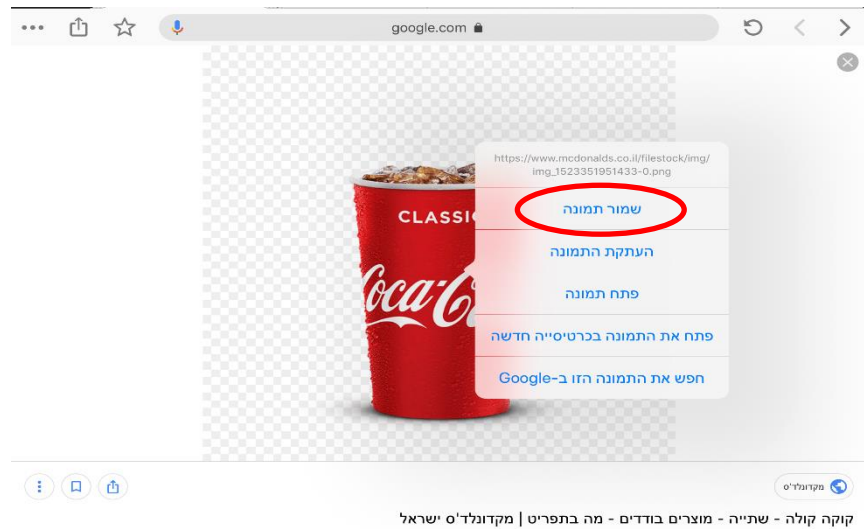 google.com
https://www.mcdonalds.co.il/filestock/img/
img_1523351951433-0.png
שמור תמונה
העתקת התמונה
פתח תמונה
פתח את התמונה בכרטיסייה חדשה
חפש את התמונה הזו ב-Google
CLASSI
Coca-C
מקדונלד'ס
קוקה קולה - שתייה - מוצרים בודדים - מה בתפריט | מקדונלד'ס ישראל